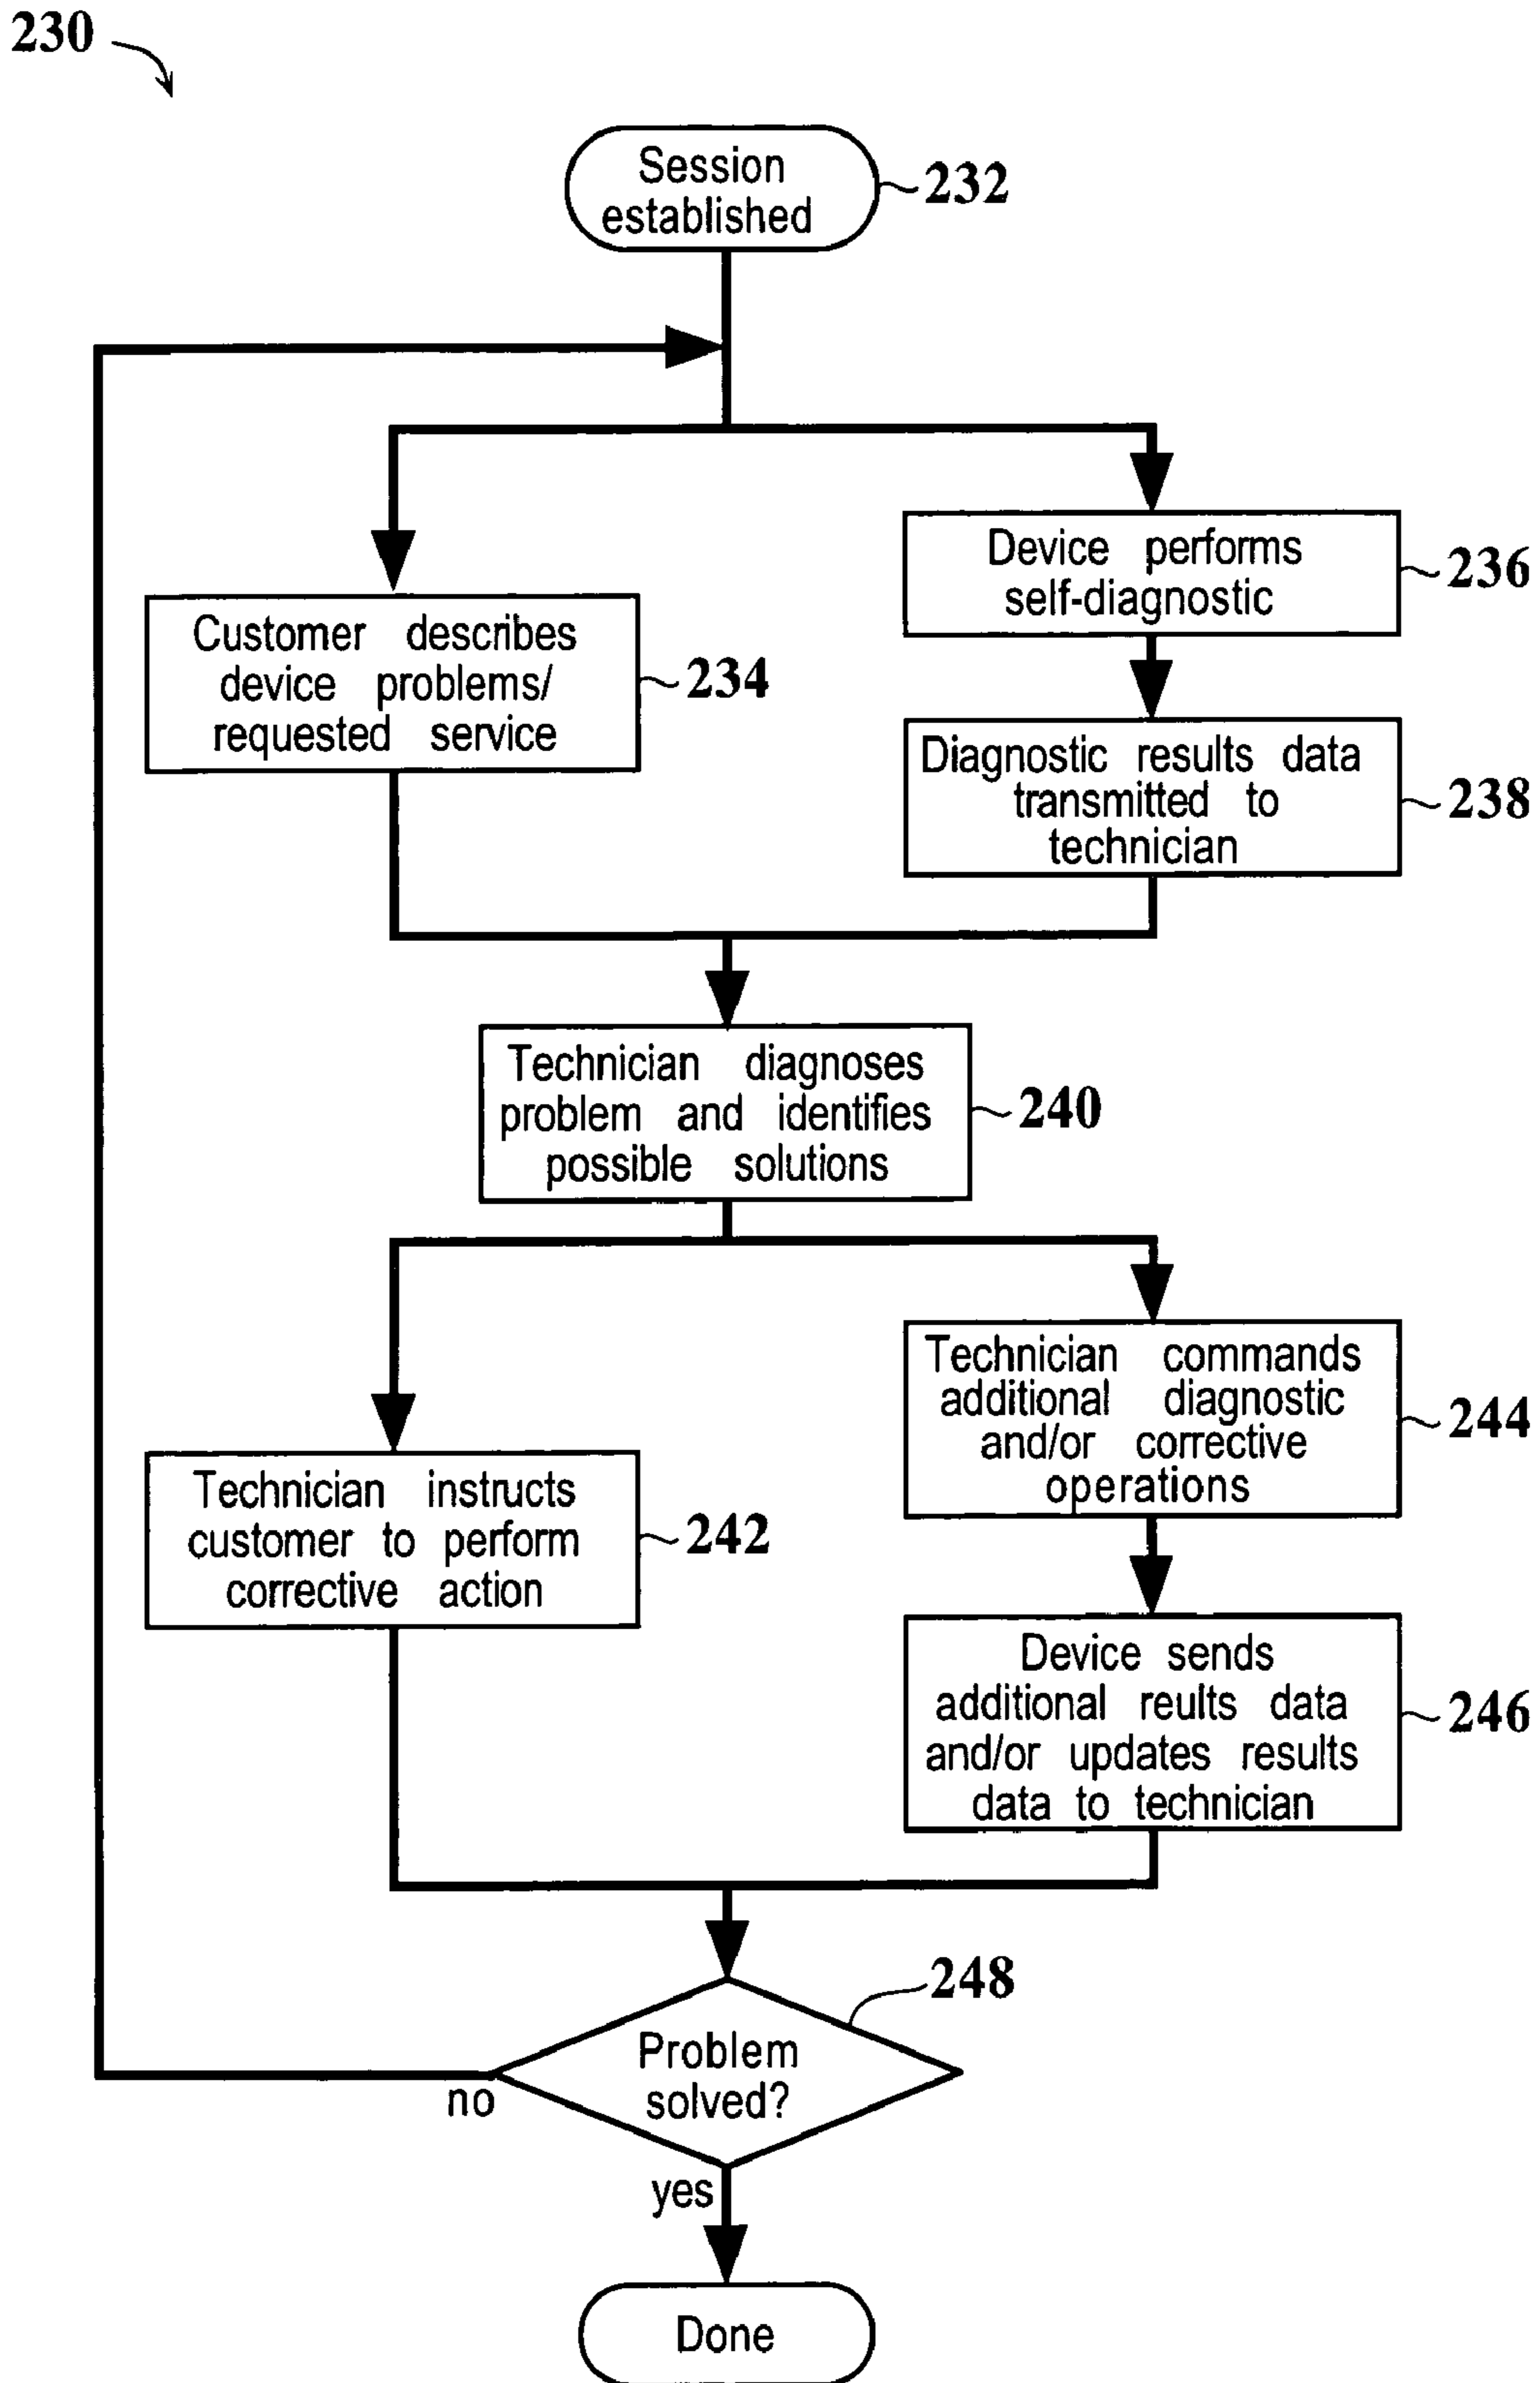 230
Session
established
232
Device performs
self-diagnostic
236
Customer describes
device problems/
requested service
234
Diagnostic results data
transmitted to
technician
238
Technician diagnoses
problem and identifies
possible solutions
240
Technician commands
additional diagnostic
and/or corrective
operations
244
Technician instructs
customer to perform
corrective action
242
Device sends
additional reults data
and/or updates results
data to technician
246
248
Problem
solved?
no
yes
Done